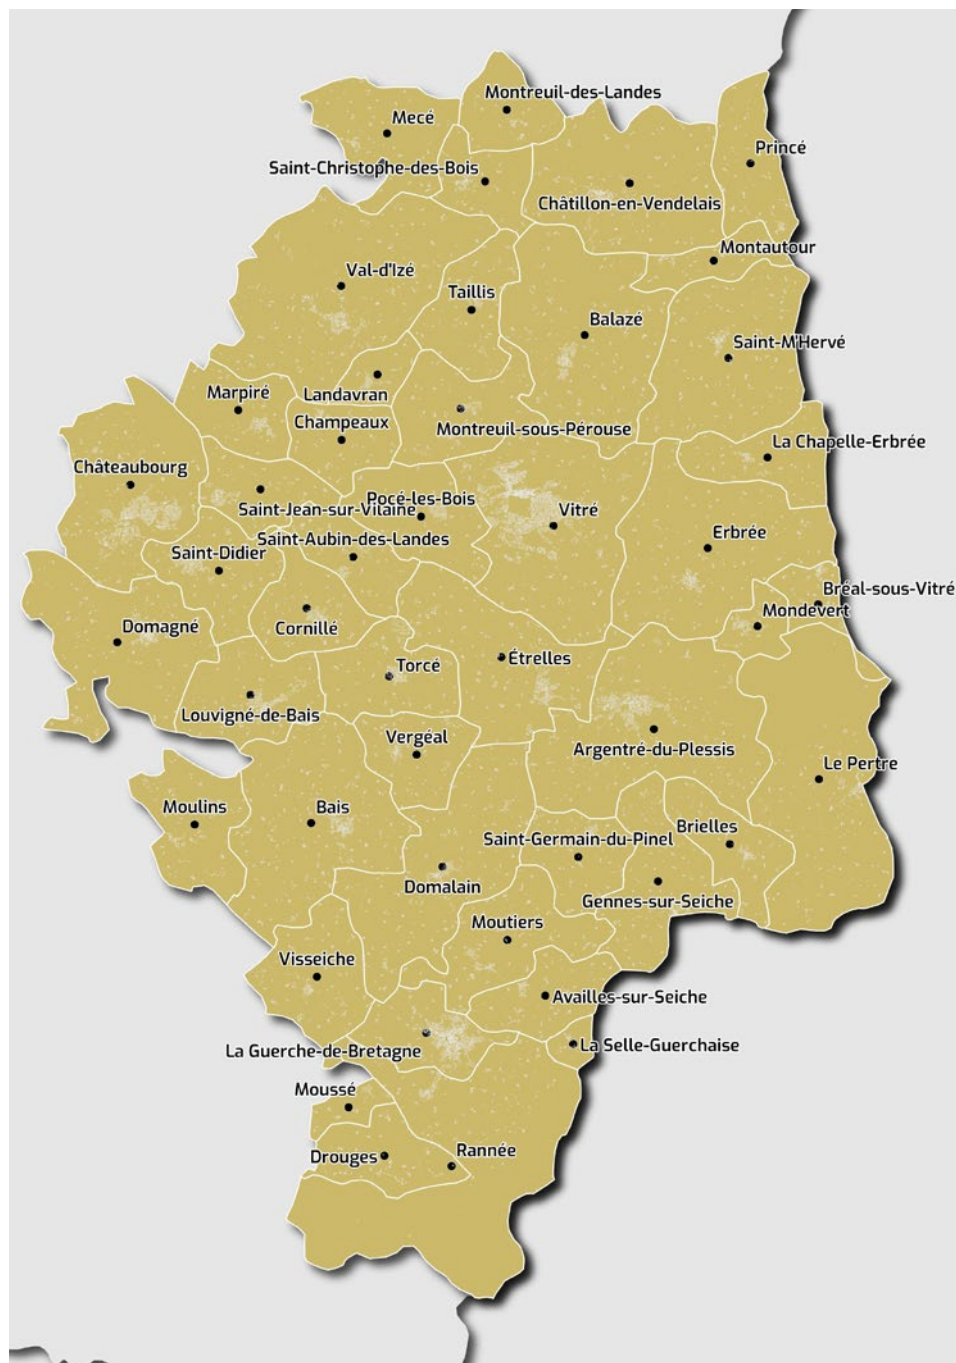 Montreuil-des-Landes
Mecé
Princé
Saint-Christophe-des-Bois
Châtillon-en-Vendelais
Montautour
Val-d'Izé
Taillis
Balazé
Saint-M'Hervé
Marpiré
Landavran
Champeaux
Montreuil-sous-Pérouse
La Chapelle-Erbrée
Châteaubourg
Pocé-les-Bois
Saint-Jean-sur-Vilaine
Vitré
Erbrée
Saint-Aubin-des-Landes
Saint-Didier
Bréal-sous-Vitré
Mondevert
Domagné
Cornillé
Étrelles
Torcé
Louvigné-de-Bais
Vergéal
Argentré-du-Plessis
Le Pertre
Moulins
Bais
Brielles
Saint-Germain-du-Pinel
Domalain
Gennes-sur-Seiche
Moutiers
Visseiche
Availles-sur-Seiche
La Guerche-de-Bretagne
La Selle-Guerchaise
Moussé
Drouges
Rannée